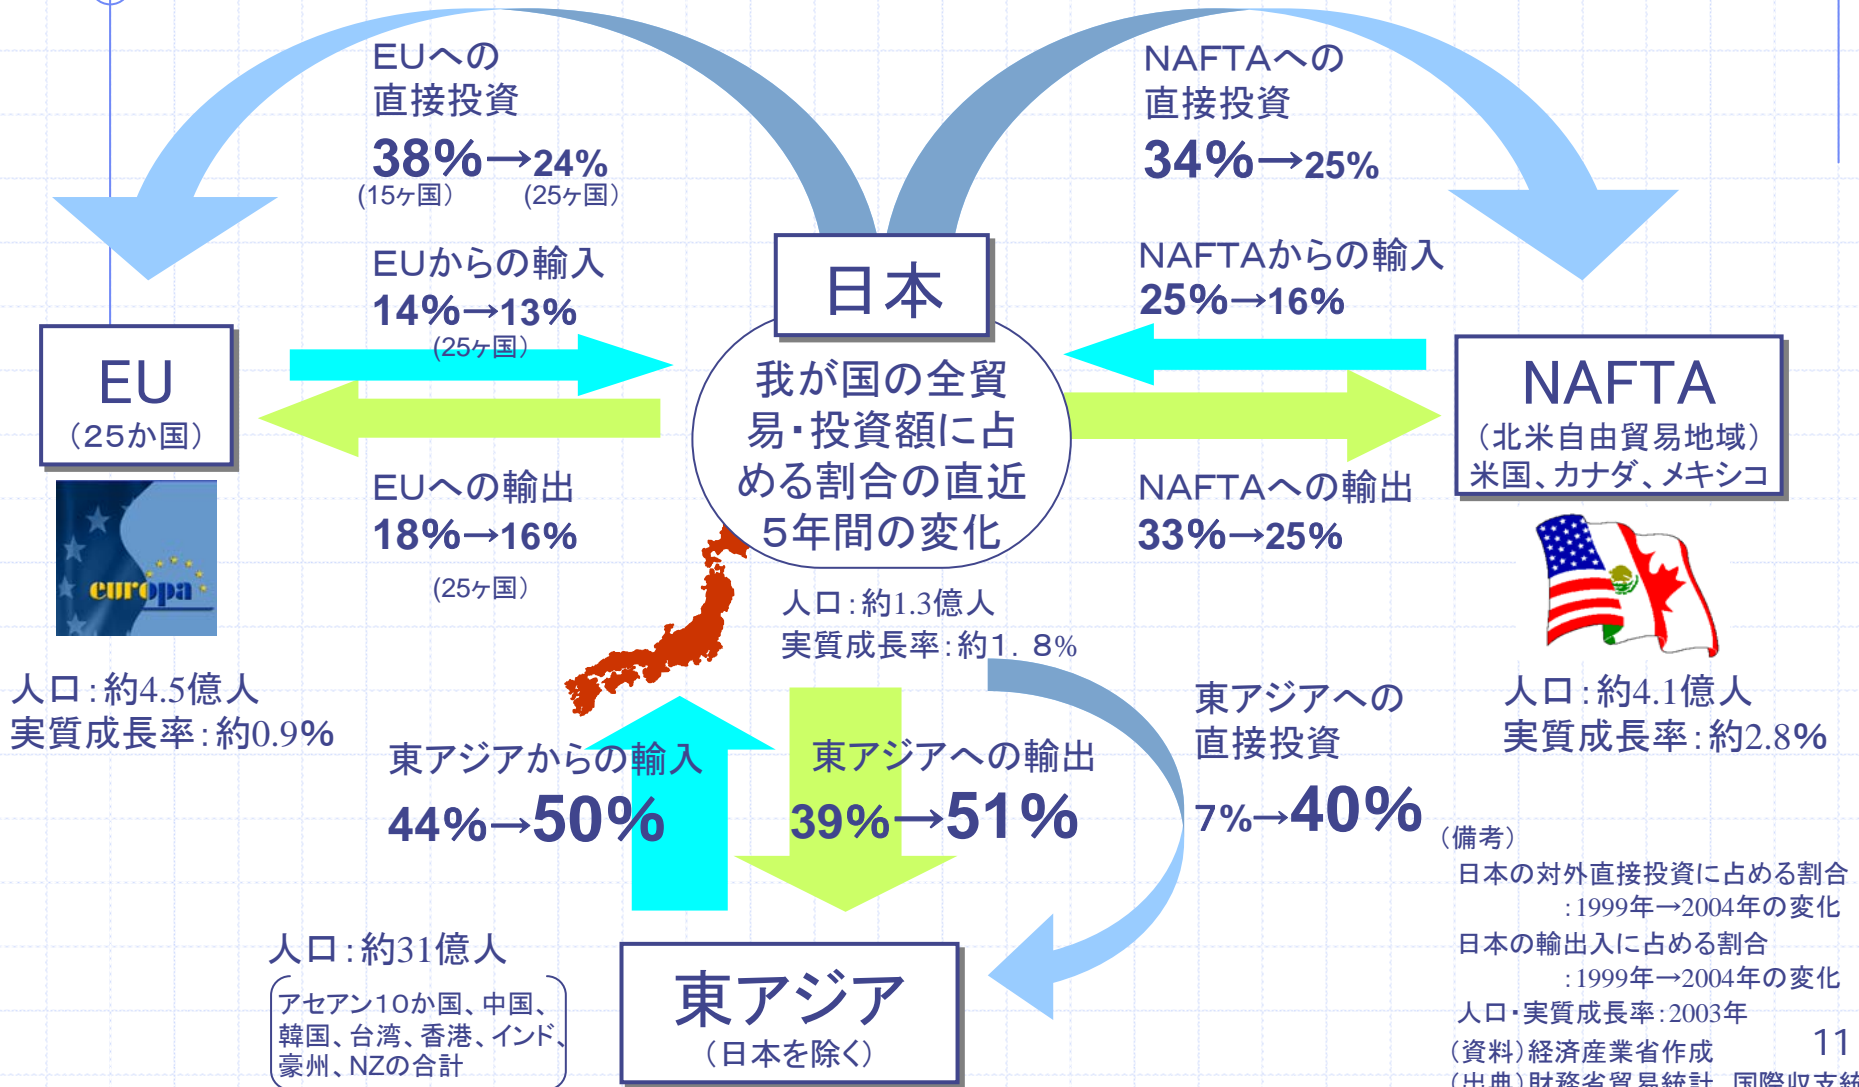 EUへの
直接投資
38%→24%
(15ヶ国) (25ヶ国)
NAFTAへの
直接投資
34%→25%
EUからの輸入
14%→13%
(25ヶ国)
日本
NAFTAからの輸入
25%→16%
EU
(25か国)
我が国の全貿
易・投資額に占
める割合の直近
5年間の変化
NAFTA
(北米自由貿易地域)
米国、カナダ、メキシコ
EUへの輸出
18%→16%
(25ヶ国)
NAFTAへの輸出
33%→25%
europa
人口:約1.3億人
実質成長率:約1.8%
人口:約4.5億人
実質成長率:約0.9%
人口:約4.1億人
実質成長率:約2.8%
東アジアからの輸入
44%→50%
東アジアへの輸出
39%→51%
東アジアへの
直接投資
7%→40%
人口:約31億人
アセアン10か国、中国、
韓国、台湾、香港、インド、
豪州、NZの合計
東アジア
(日本を除く)
(備考)
日本の対外直接投資に占める割合
:1999年→2004年の変化
日本の輸出入に占める割合
:1999年→2004年の変化
人口・実質成長率:2003年
(資料)経済産業省作成
11
(出典)財務省貿易統計、国際収支統